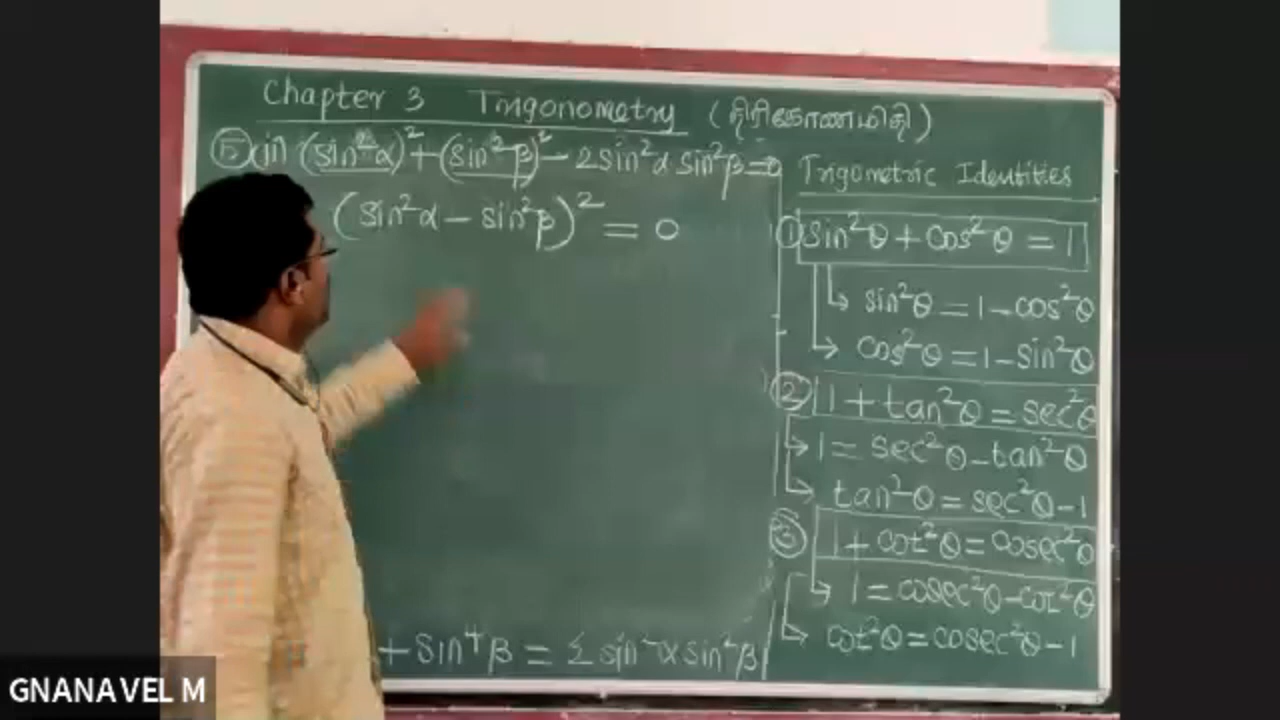 Chapter 3 Trigonometry (திரிகோணமிதி)
⑤ (sin²α)² + (sin²β)² - 2sin²α sin²β = 0
(sin²α - sin²β)² = 0
+ sin⁴β = 2 sin²α sin²β
Trigometric Identities
① sin²θ + cos²θ = 1
→ sin²θ = 1 - cos²θ
→ cos²θ = 1 - sin²θ
② 1 + tan²θ = sec²θ
→ 1 = sec²θ - tan²θ
→ tan²θ = sec²θ - 1
③ 1 + cot²θ = cosec²θ
→ 1 = cosec²θ - cot²θ
→ cot²θ = cosec²θ - 1
GNANAVEL M